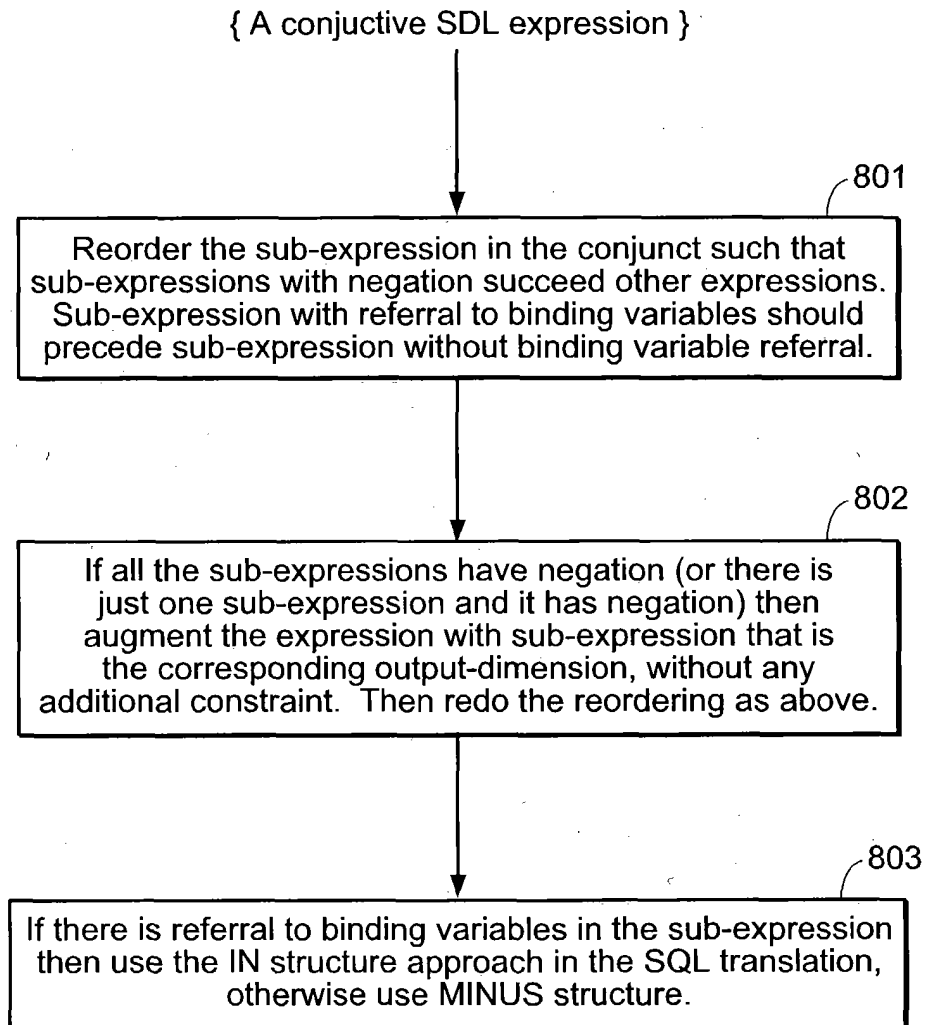 { A conjuctive SDL expression }
801
Reorder the sub-expression in the conjunct such that
sub-expressions with negation succeed other expressions.
Sub-expression with referral to binding variables should
precede sub-expression without binding variable referral.
802
If all the sub-expressions have negation (or there is
just one sub-expression and it has negation) then
augment the expression with sub-expression that is
the corresponding output-dimension, without any
additional constraint. Then redo the reordering as above.
803
If there is referral to binding variables in the sub-expression
then use the IN structure approach in the SQL translation,
otherwise use MINUS structure.